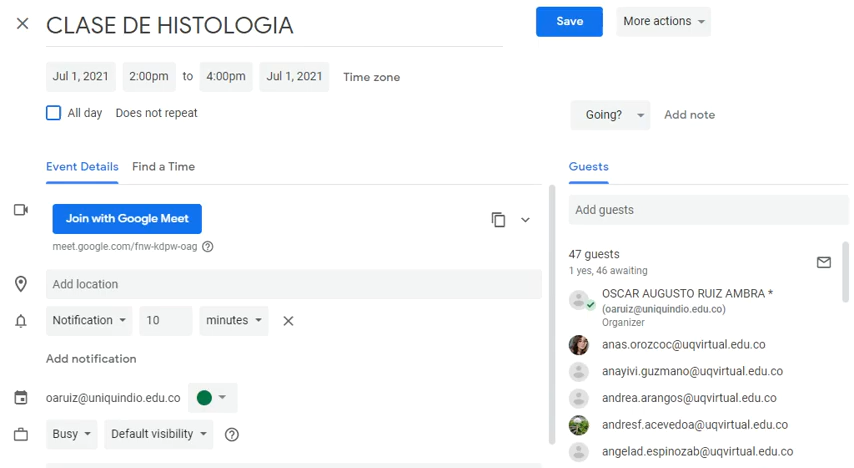 CLASE DE HISTOLOGIA
Save
More actions
Jul 1, 2021 2:00pm to 4:00pm Jul 1, 2021 Time zone
All day Does not repeat
Going? Add note
Event Details Find a Time
Guests
Join with Google Meet
meet.google.com/fnw-kdpw-oag
Add location
Notification 10 minutes
Add notification
oaruiz@uniquindio.edu.co
Busy Default visibility
Add guests
47 guests
1 yes, 46 awaiting
OSCAR AUGUSTO RUIZ AMBRA *
(oaruiz@uniquindio.edu.co)
Organizer
anas.orozcoc@uqvirtual.edu.co
anayivi.guzmano@uqvirtual.edu.co
andrea.arangos@uqvirtual.edu.co
andresf.acevedoa@uqvirtual.edu.co
angelad.espinozab@uqvirtual.edu.co